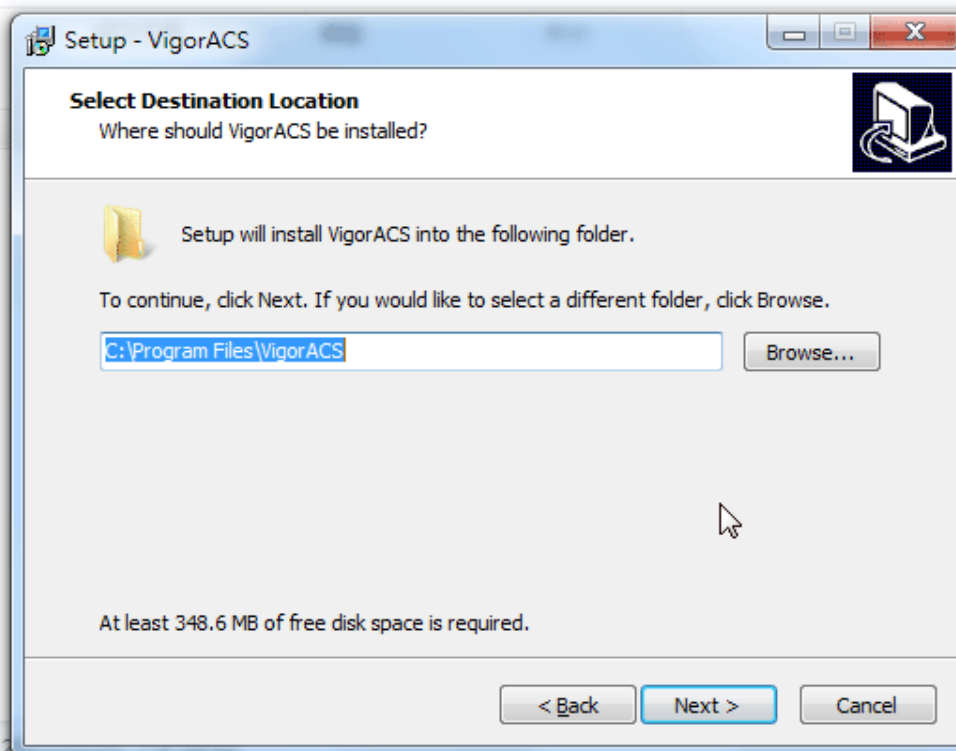 Setup - VigorACS
Select Destination Location
Where should VigorACS be installed?
Setup will install VigorACS into the following folder.
To continue, click Next. If you would like to select a different folder, click Browse.
C:\Program Files\VigorACS
Browse...
At least 348.6 MB of free disk space is required.
< Back
Next >
Cancel